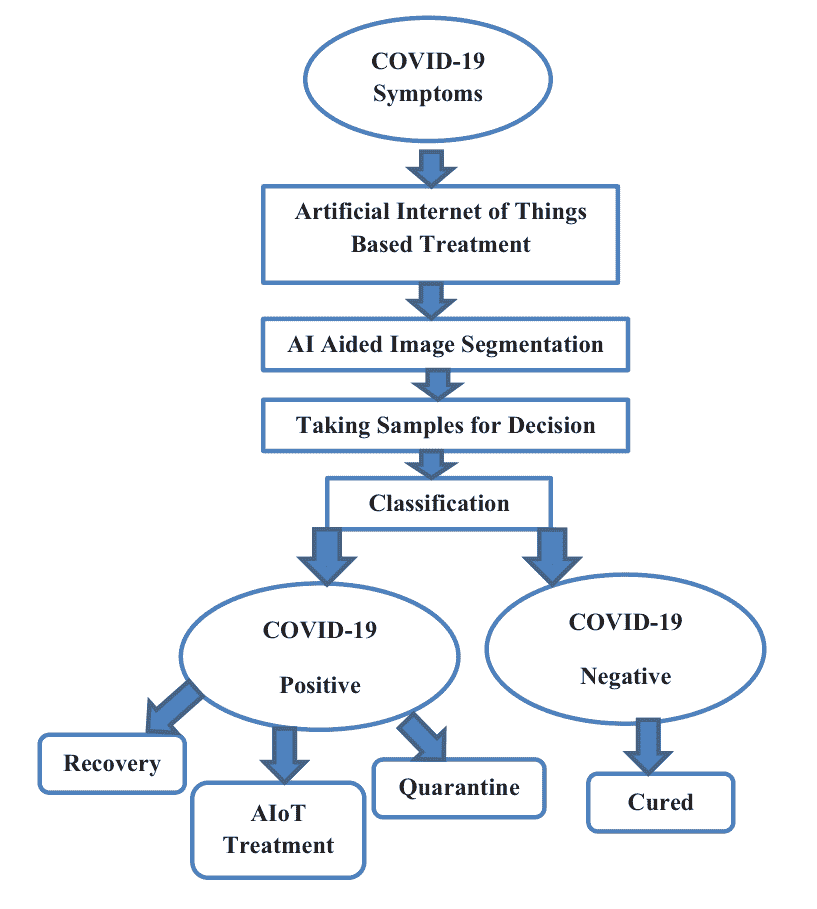 COVID-19
Symptoms
Artificial Internet of Things
Based Treatment
AI Aided Image Segmentation
Taking Samples for Decision
Classification
COVID-19
Positive
COVID-19
Negative
Recovery
AIoT
Treatment
Quarantine
Cured